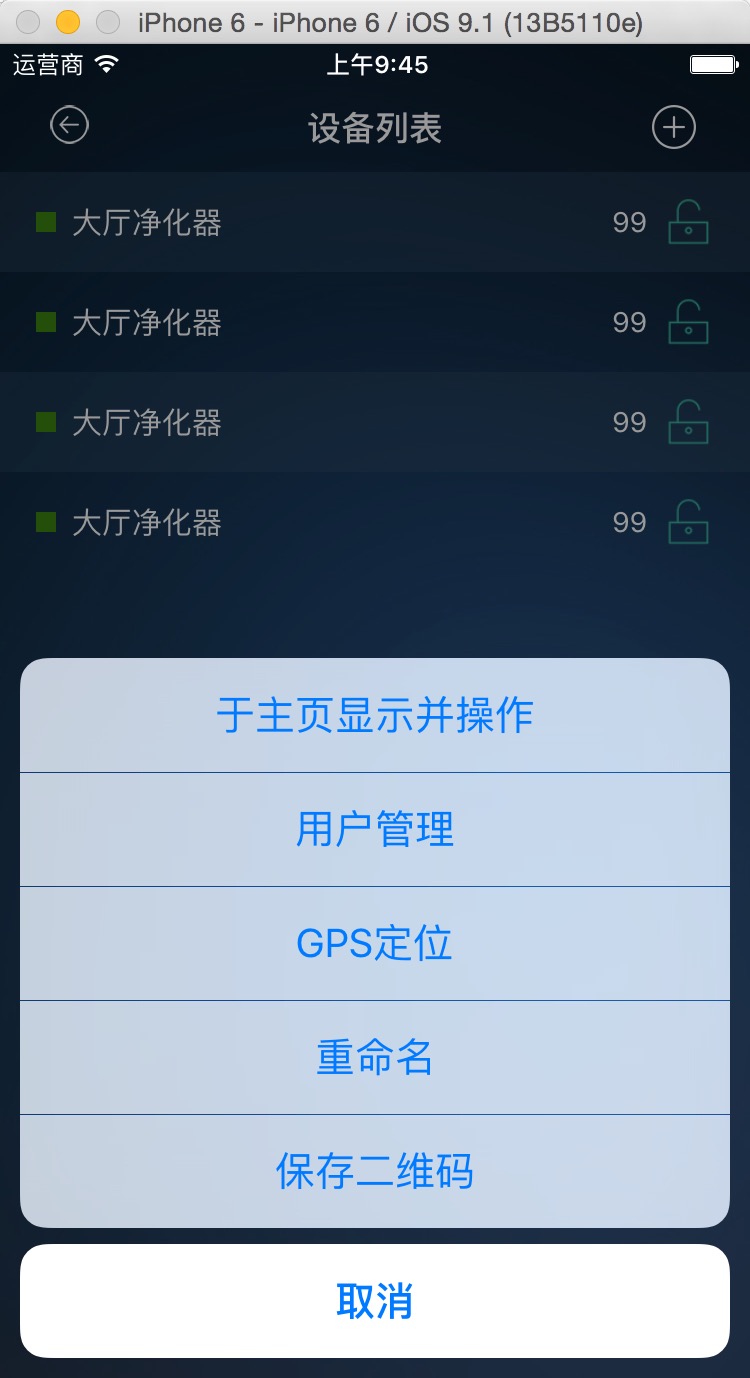 iPhone 6 - iPhone 6 / iOS 9.1 (13B5110e)
运营商 上午9:45
设备列表
大厅净化器 99
大厅净化器 99
大厅净化器 99
大厅净化器 99
于主页显示并操作
用户管理
GPS定位
重命名
保存二维码
取消